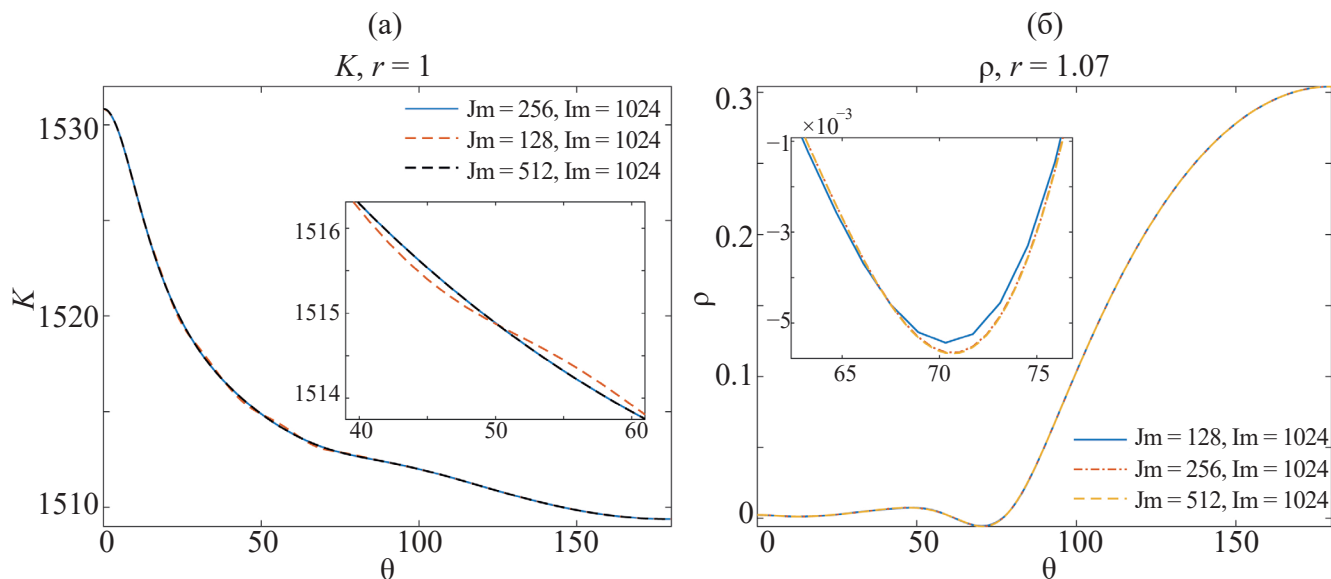 (а)
K, r = 1
K
1530
1520
1510
0
50
100
150
θ
Jm = 256, Im = 1024
Jm = 128, Im = 1024
Jm = 512, Im = 1024
1516
1515
1514
40
50
60
(б)
ρ, r = 1.07
ρ
0.3
0.2
0.1
0
0
50
100
150
θ
×10⁻³
−1
−3
−5
65
70
75
Jm = 128, Im = 1024
Jm = 256, Im = 1024
Jm = 512, Im = 1024